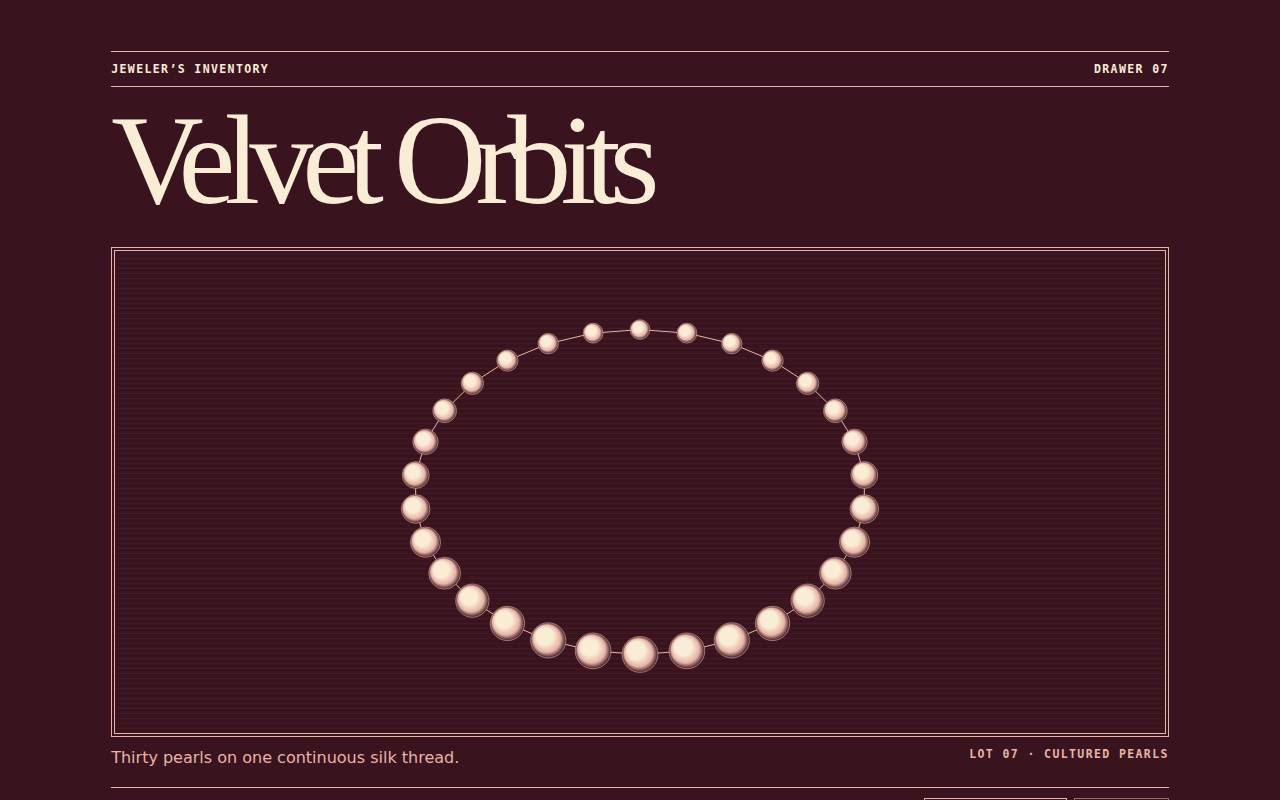 JEWELER’S INVENTORY
DRAWER 07
Velvet Orbits
Thirty pearls on one continuous silk thread.
LOT 07 · CULTURED PEARLS